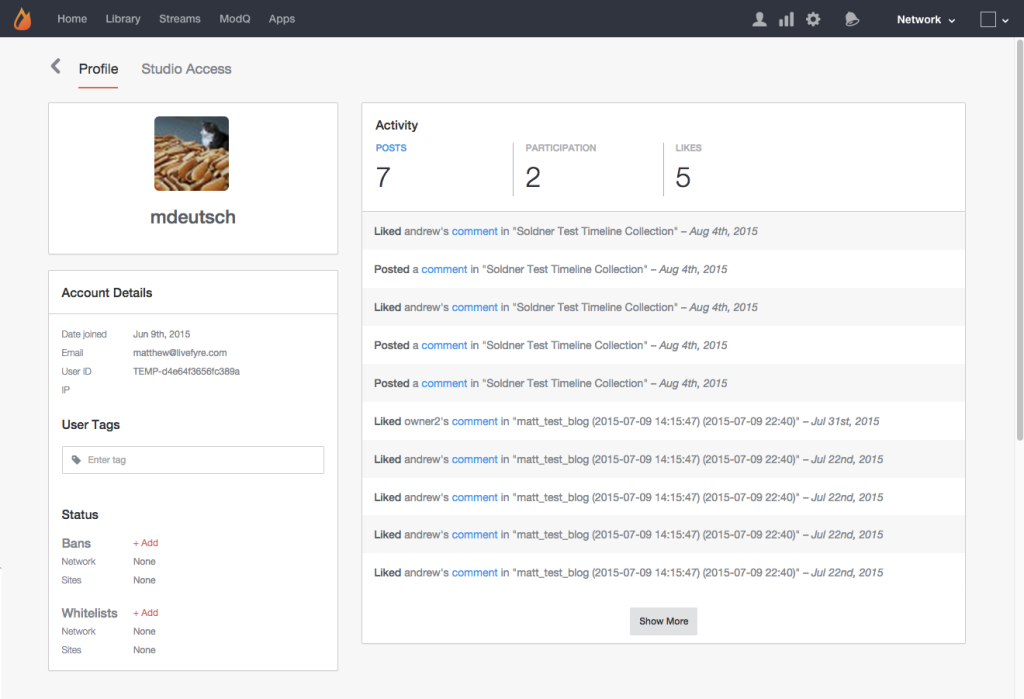 Home Library Streams ModQ Apps Network
Profile Studio Access
mdeutsch
Account Details
Date joined Jun 9th, 2015
Email matthew@livefyre.com
User ID TEMP-d4e64f3656fc389a
IP
User Tags
Enter tag
Status
Bans + Add
Network None
Sites None
Whitelists + Add
Network None
Sites None
Activity
POSTS PARTICIPATION LIKES
7 2 5
Liked andrew's comment in "Soldner Test Timeline Collection" – Aug 4th, 2015
Posted a comment in "Soldner Test Timeline Collection" – Aug 4th, 2015
Liked andrew's comment in "Soldner Test Timeline Collection" – Aug 4th, 2015
Posted a comment in "Soldner Test Timeline Collection" – Aug 4th, 2015
Posted a comment in "Soldner Test Timeline Collection" – Aug 4th, 2015
Liked owner2's comment in "matt_test_blog (2015-07-09 14:15:47) (2015-07-09 22:40)" – Jul 31st, 2015
Liked andrew's comment in "matt_test_blog (2015-07-09 14:15:47) (2015-07-09 22:40)" – Jul 22nd, 2015
Liked andrew's comment in "matt_test_blog (2015-07-09 14:15:47) (2015-07-09 22:40)" – Jul 22nd, 2015
Liked andrew's comment in "matt_test_blog (2015-07-09 14:15:47) (2015-07-09 22:40)" – Jul 22nd, 2015
Liked andrew's comment in "matt_test_blog (2015-07-09 14:15:47) (2015-07-09 22:40)" – Jul 22nd, 2015
Show More